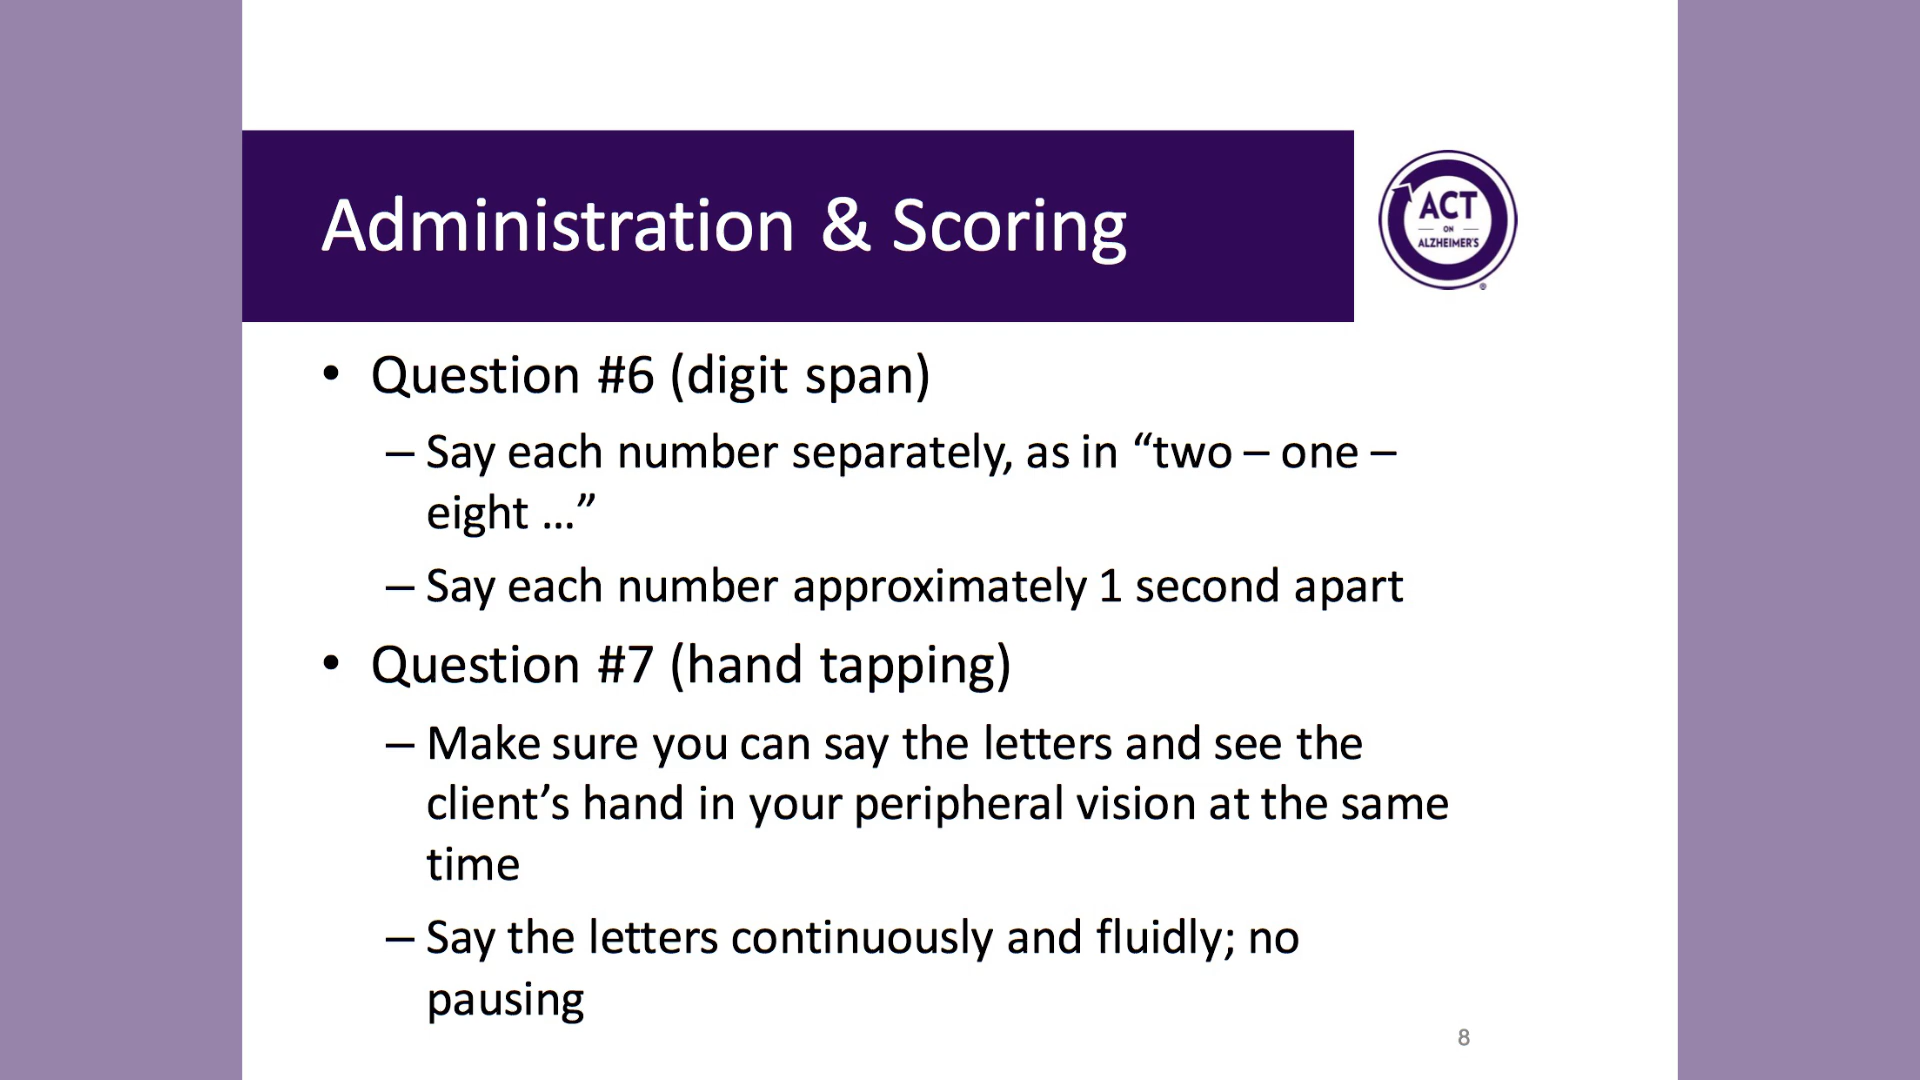 Administration & Scoring
ACT
ON
ALZHEIMER'S
®
• Question #6 (digit span)
– Say each number separately, as in “two – one –
eight ...”
– Say each number approximately 1 second apart
• Question #7 (hand tapping)
– Make sure you can say the letters and see the
client’s hand in your peripheral vision at the same
time
– Say the letters continuously and fluidly; no
pausing
8